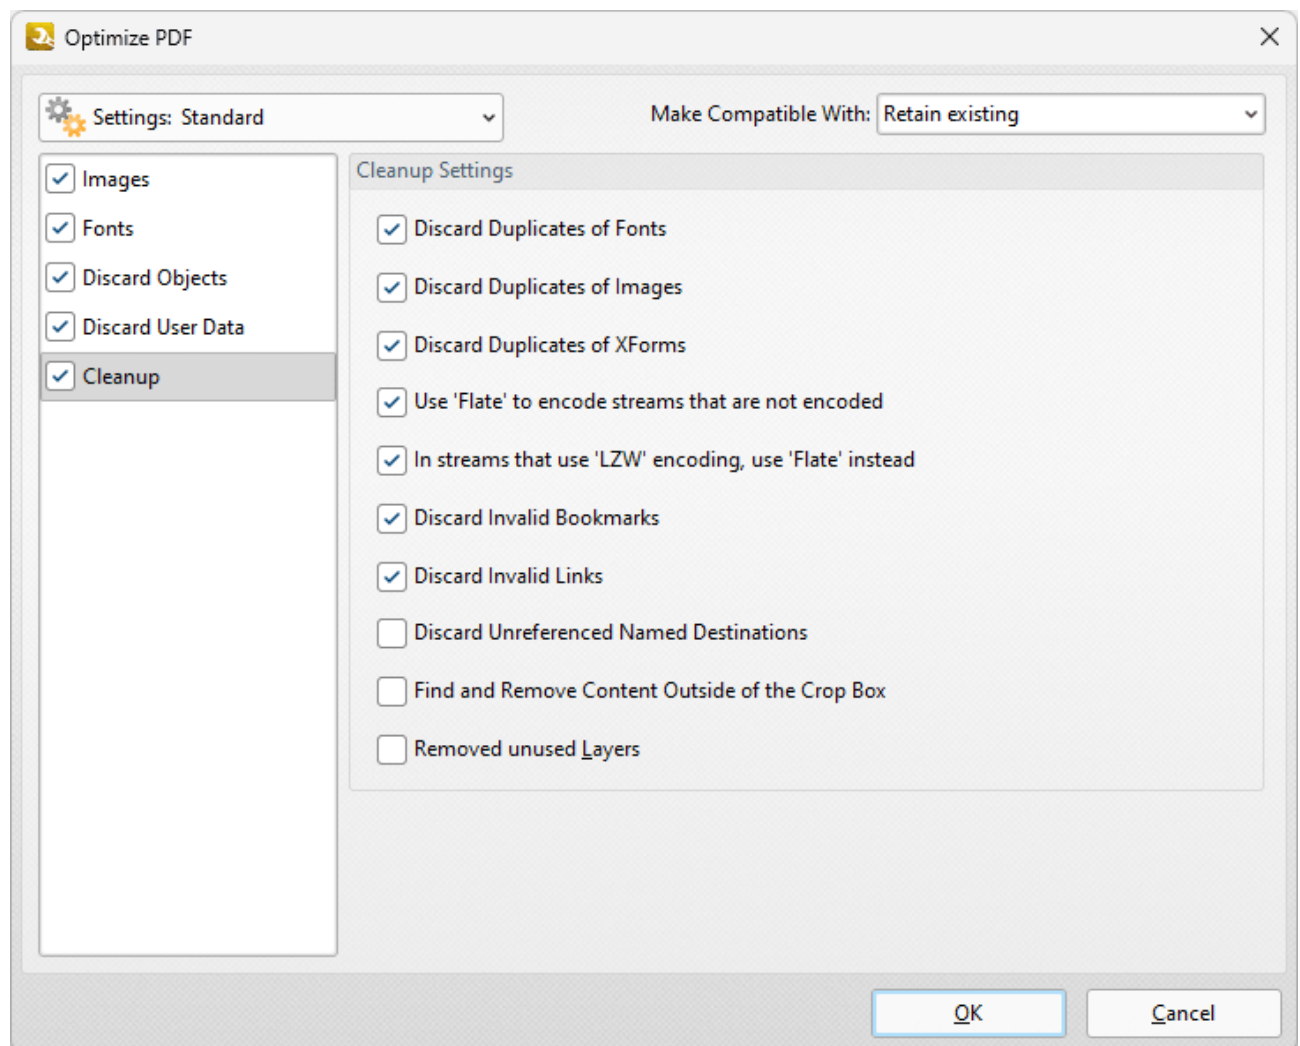 Optimize PDF
Settings: Standard
Make Compatible With: Retain existing
Images
Fonts
Discard Objects
Discard User Data
Cleanup
Cleanup Settings
Discard Duplicates of Fonts
Discard Duplicates of Images
Discard Duplicates of XForms
Use 'Flate' to encode streams that are not encoded
In streams that use 'LZW' encoding, use 'Flate' instead
Discard Invalid Bookmarks
Discard Invalid Links
Discard Unreferenced Named Destinations
Find and Remove Content Outside of the Crop Box
Removed unused Layers
OK
Cancel